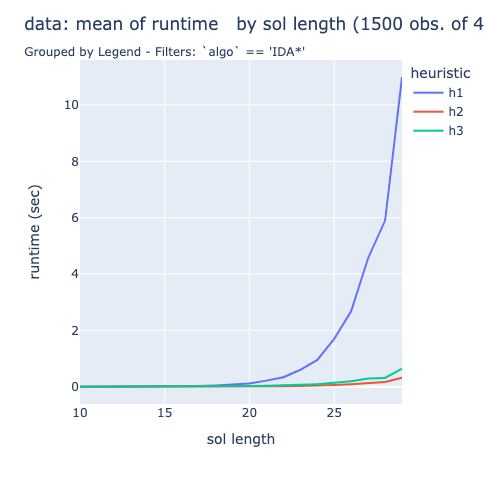 data: mean of runtime   by sol length (1500 obs. of 4
Grouped by Legend - Filters: `algo` == 'IDA*'
heuristic
h1
h2
h3
runtime (sec)
10
8
6
4
2
0
10 15 20 25
sol length